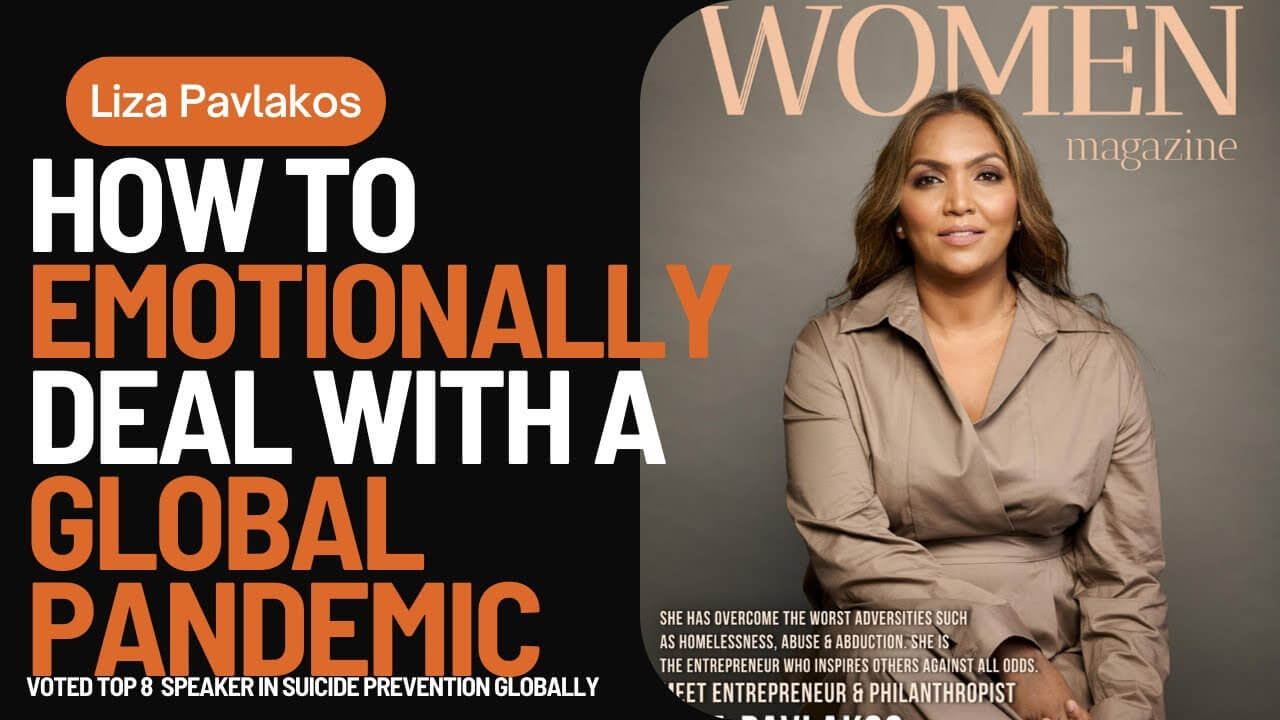 Liza Pavlakos
HOW TO
EMOTIONALLY
DEAL WITH A
GLOBAL
PANDEMIC
VOTED TOP 8 SPEAKER IN SUICIDE PREVENTION GLOBALLY
WOMEN
magazine
SHE HAS OVERCOME THE WORST ADVERSITIES SUCH
AS HOMELESSNESS, ABUSE & ABDUCTION. SHE IS
THE ENTREPRENEUR WHO INSPIRES OTHERS AGAINST ALL ODDS.
MEET ENTREPRENEUR & PHILANTHROPIST
PAVLAKOS